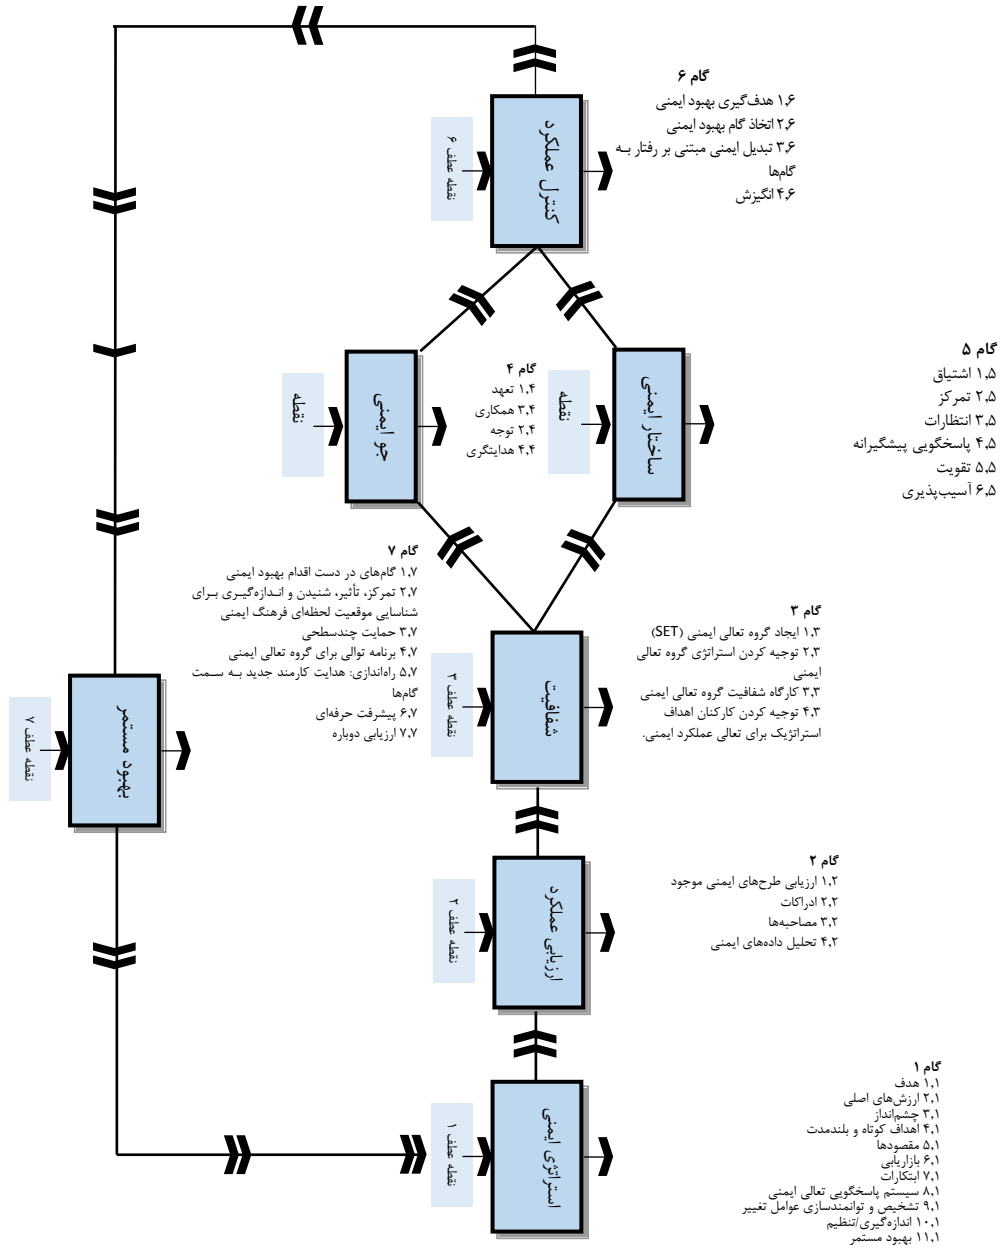 گام ۶
۱٫۶ هدف‌گیری بهبود ایمنی
۲٫۶ اتخاذ گام بهبود ایمنی
۳٫۶ تبدیل ایمنی مبتنی بر رفتار به
گام‌ها
۴٫۶ انگیزش
کنترل عملکرد
نقطه عطف ۶
گام ۵
۱٫۵ اشتیاق
۲٫۵ تمرکز
۳٫۵ انتظارات
۴٫۵ پاسخگویی پیشگیرانه
۵٫۵ تقویت
۶٫۵ آسیب‌پذیری
ساختار ایمنی
نقطه
گام ۴
۱٫۴ تعهد
۳٫۴ همکاری
۲٫۴ توجه
۴٫۴ هدایتگری
جو ایمنی
نقطه
گام ۷
۱٫۷ گام‌های در دست اقدام بهبود ایمنی
۲٫۷ تمرکز، تأثیر، شنیدن و اندازه‌گیری برای
شناسایی موقعیت لحظه‌ای فرهنگ ایمنی
۳٫۷ حمایت چندسطحی
۴٫۷ برنامه توالی برای گروه تعالی ایمنی
۵٫۷ راه‌اندازی: هدایت کارمند جدید به سمت
گام‌ها
۶٫۷ پیشرفت حرفه‌ای
۷٫۷ ارزیابی دوباره
بهبود مستمر
نقطه عطف ۷
گام ۳
۱٫۳ ایجاد گروه تعالی ایمنی (SET)
۲٫۳ توجیه کردن استراتژی گروه تعالی
ایمنی
۳٫۳ کارگاه شفافیت گروه تعالی ایمنی
۴٫۳ توجیه کردن کارکنان اهداف
استراتژیک برای تعالی عملکرد ایمنی.
شفافیت
نقطه عطف ۳
گام ۲
۱٫۲ ارزیابی طرح‌های ایمنی موجود
۲٫۲ ادراکات
۳٫۲ مصاحبه‌ها
۴٫۲ تحلیل داده‌های ایمنی
ارزیابی عملکرد
نقطه عطف ۲
گام ۱
۱٫۱ هدف
۲٫۱ ارزش‌های اصلی
۳٫۱ چشم‌انداز
۴٫۱ اهداف کوتاه و بلندمدت
۵٫۱ مقصودها
۶٫۱ بازاریابی
۷٫۱ ابتکارات
۸٫۱ سیستم پاسخگویی تعالی ایمنی
۹٫۱ تشخیص و توانمندسازی عوامل تغییر
۱۰٫۱ اندازه‌گیری/تنظیم
۱۱٫۱ بهبود مستمر
استراتژی ایمنی
نقطه عطف ۱